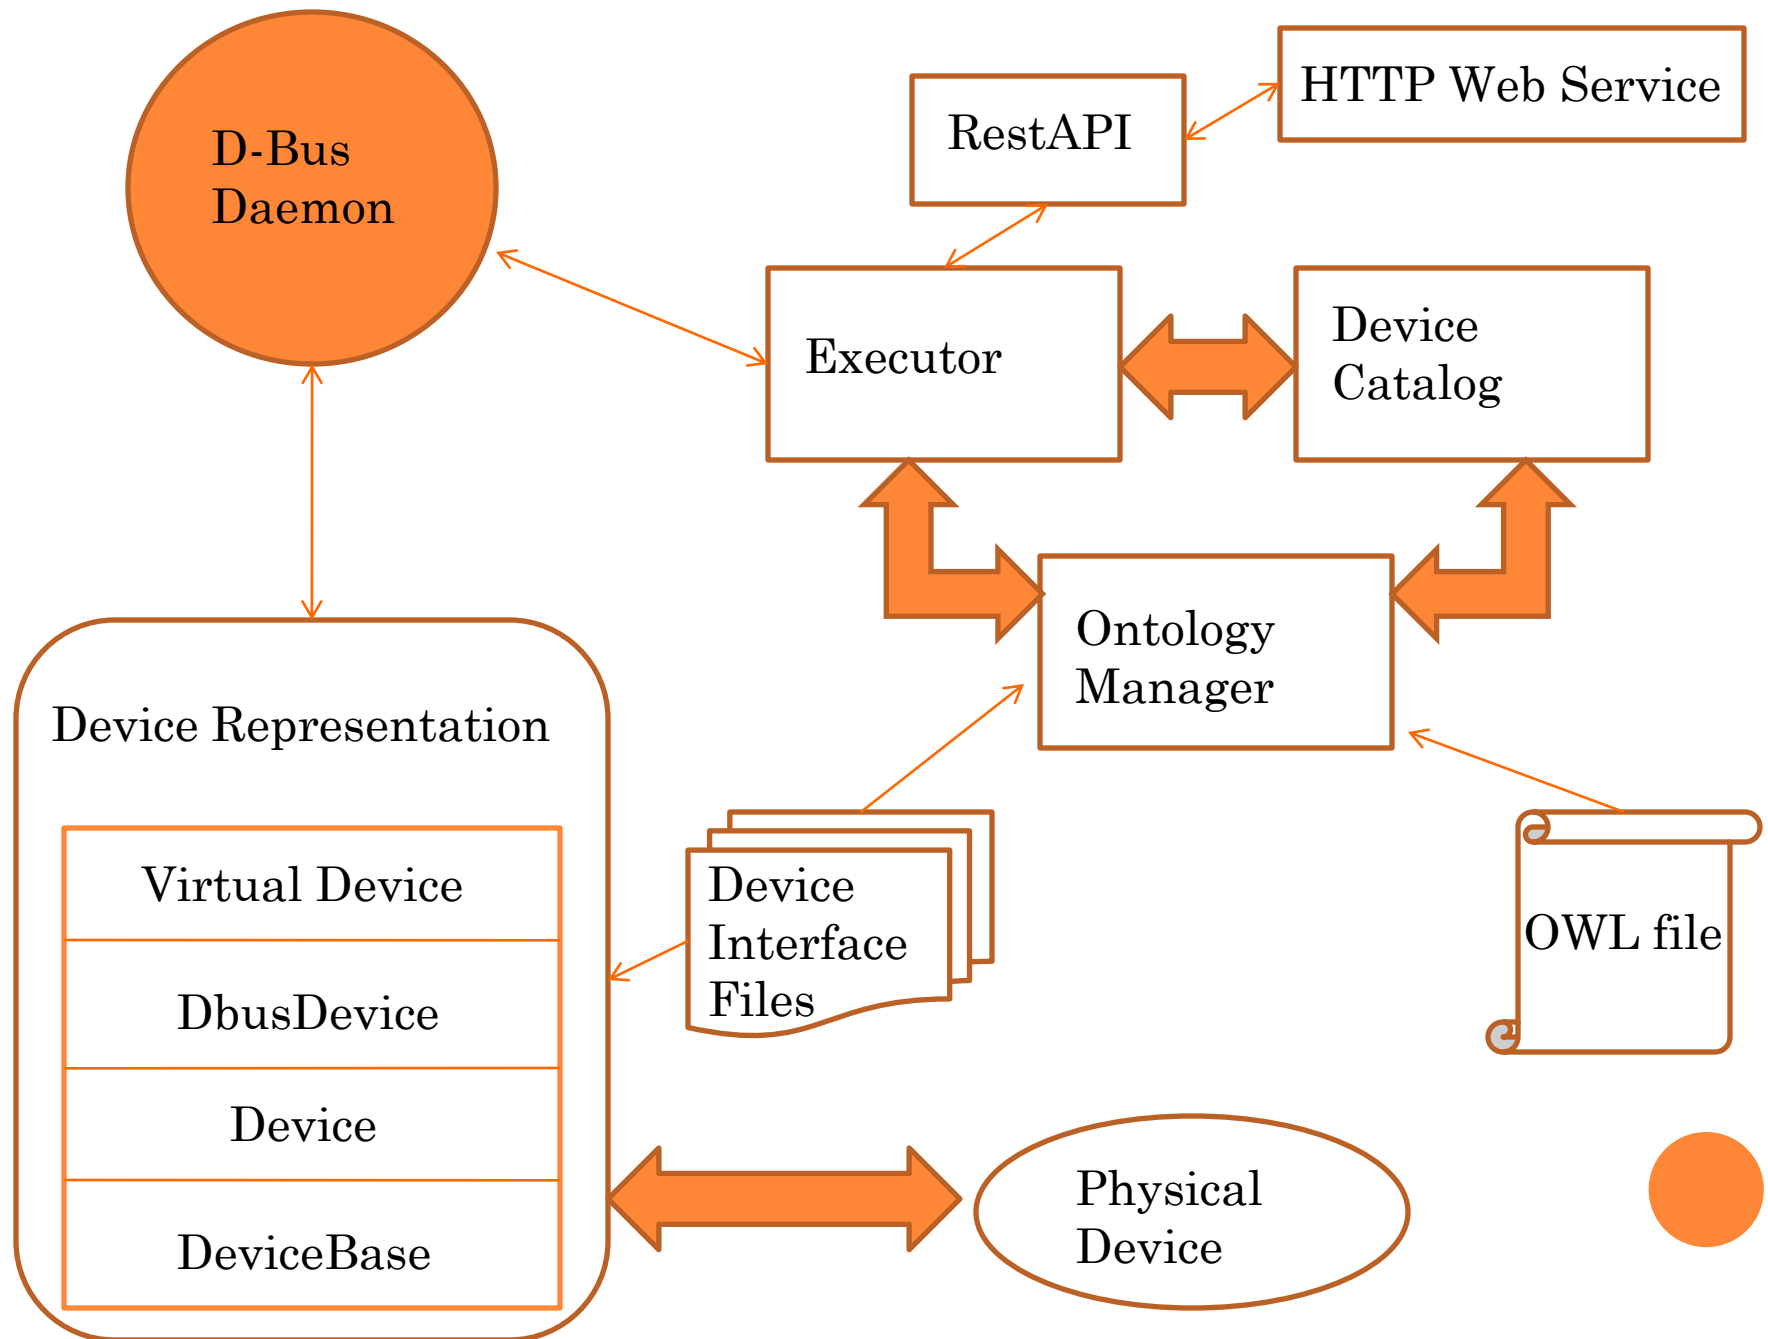 HTTP Web Service
RestAPI
D-Bus
Daemon
Executor
Device
Catalog
Ontology
Manager
Device Representation
Virtual Device
DbusDevice
Device
DeviceBase
Device
Interface
Files
OWL file
Physical
Device